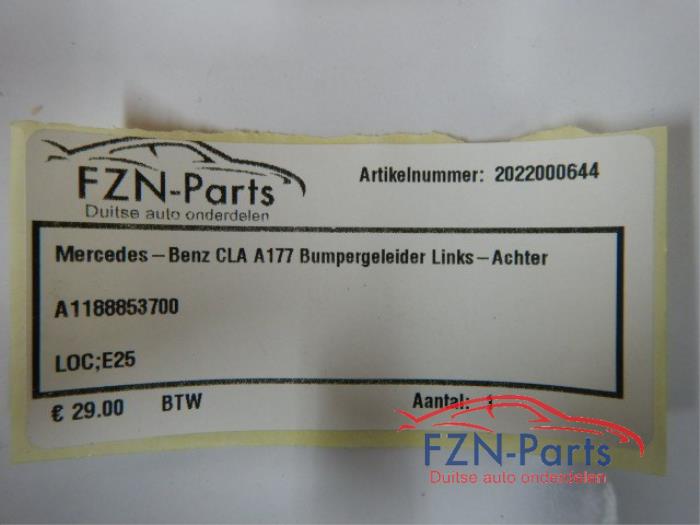 FZN-Parts
Duitse auto onderdelen
Artikelnummer: 2022000644
Mercedes-Benz CLA A177 Bumpergeleider Links-Achter
A1188853700
LOC;E25
€ 29.00 BTW Aantal: 1
FZN-Parts
Duitse auto onderdelen